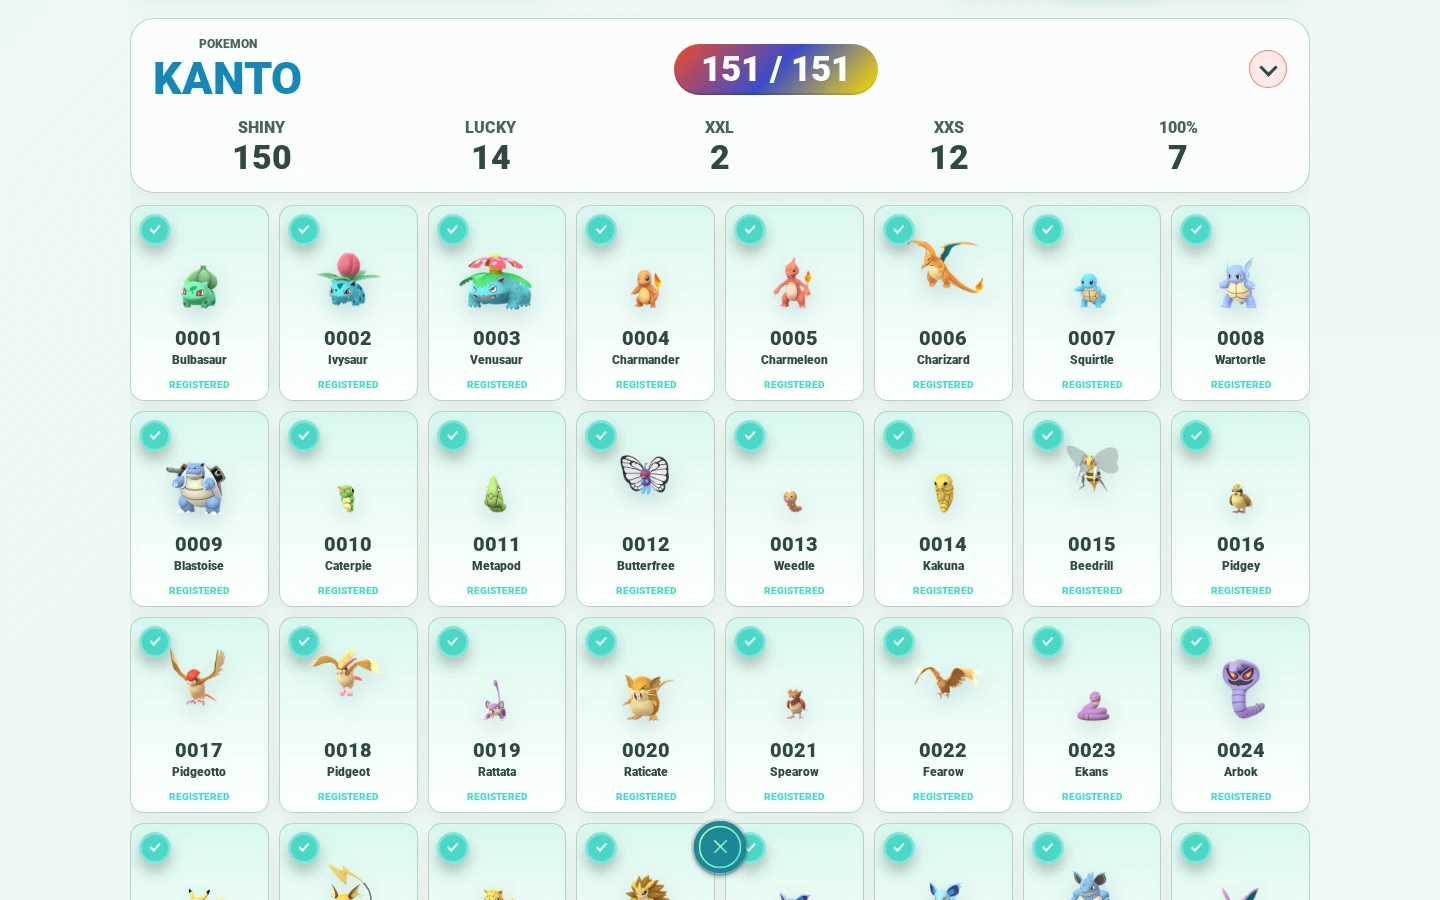 POKEMON
KANTO
151 / 151
SHINY LUCKY XXL XXS 100%
150 14 2 12 7
0001 0002 0003 0004 0005 0006 0007 0008
Bulbasaur Ivysaur Venusaur Charmander Charmeleon Charizard Squirtle Wartortle
REGISTERED REGISTERED REGISTERED REGISTERED REGISTERED REGISTERED REGISTERED REGISTERED
0009 0010 0011 0012 0013 0014 0015 0016
Blastoise Caterpie Metapod Butterfree Weedle Kakuna Beedrill Pidgey
REGISTERED REGISTERED REGISTERED REGISTERED REGISTERED REGISTERED REGISTERED REGISTERED
0017 0018 0019 0020 0021 0022 0023 0024
Pidgeotto Pidgeot Rattata Raticate Spearow Fearow Ekans Arbok
REGISTERED REGISTERED REGISTERED REGISTERED REGISTERED REGISTERED REGISTERED REGISTERED